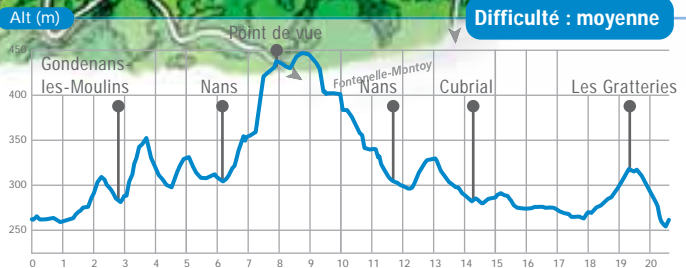 Alt (m)
Difficulté : moyenne
Point de vue
Gondenans-
les-Moulins
Nans
Fontenelle-Montoy
Nans
Cubrial
Les Gratteries
450
400
350
300
250
0 1 2 3 4 5 6 7 8 9 10 11 12 13 14 15 16 17 18 19 20